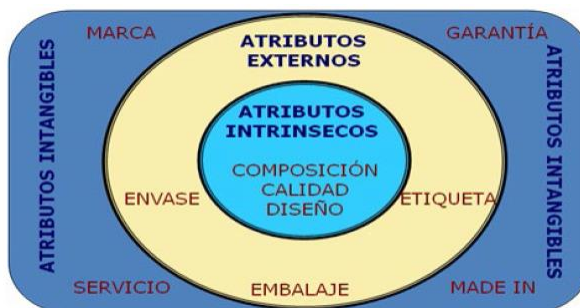 MARCA
GARANTÍA
ATRIBUTOS
EXTERNOS
ATRIBUTOS INTANGIBLES
ATRIBUTOS INTANGIBLES
ATRIBUTOS
INTRINSECOS
COMPOSICIÓN
CALIDAD
DISEÑO
ENVASE
ETIQUETA
SERVICIO
EMBALAJE
MADE IN